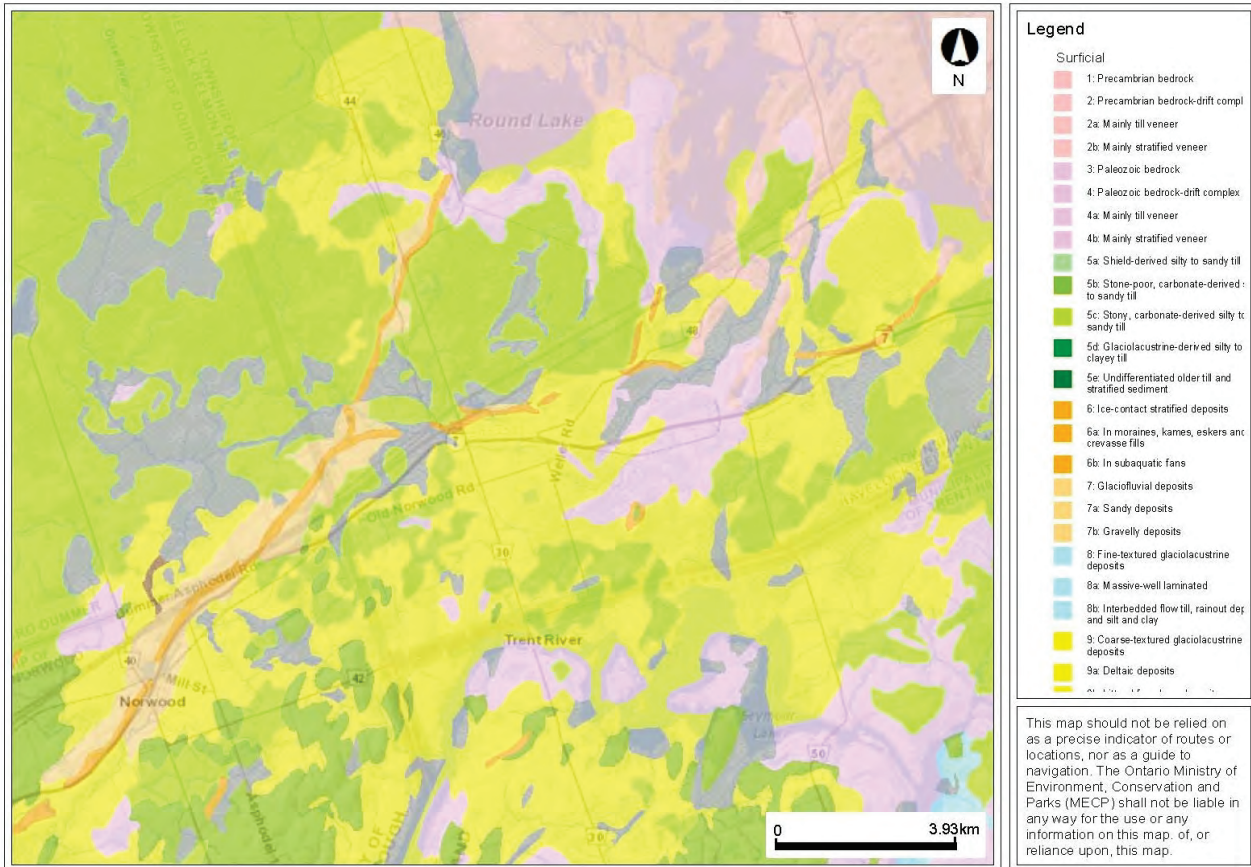 44
46
Round Lake
N
48
7
7
Weller Rd
Old Norwood Rd
30
Dummer Asphodel Rd
NORWOOD
40
Mill St
Norwood
42
Trent River
Seymour
Lake
50
30
0 3.93km
Legend
Surficial
1: Precambrian bedrock
2: Precambrian bedrock-drift compl
2a: Mainly till veneer
2b: Mainly stratified veneer
3: Paleozoic bedrock
4: Paleozoic bedrock-drift complex
4a: Mainly till veneer
4b: Mainly stratified veneer
5a: Shield-derived silty to sandy till
5b: Stone-poor, carbonate-derived s
to sandy till
5c: Stony, carbonate-derived silty to
sandy till
5d: Glaciolacustrine-derived silty to
clayey till
5e: Undifferentiated older till and
stratified sediment
6: Ice-contact stratified deposits
6a: In moraines, kames, eskers and
crevasse fills
6b: In subaquatic fans
7: Glaciofluvial deposits
7a: Sandy deposits
7b: Gravelly deposits
8: Fine-textured glaciolacustrine
deposits
8a: Massive-well laminated
8b: Interbedded flow till, rainout dep
and silt and clay
9: Coarse-textured glaciolacustrine
deposits
9a: Deltaic deposits
This map should not be relied on
as a precise indicator of routes or
locations, nor as a guide to
navigation. The Ontario Ministry of
Environment, Conservation and
Parks (MECP) shall not be liable in
any way for the use or any
information on this map. of, or
reliance upon, this map.